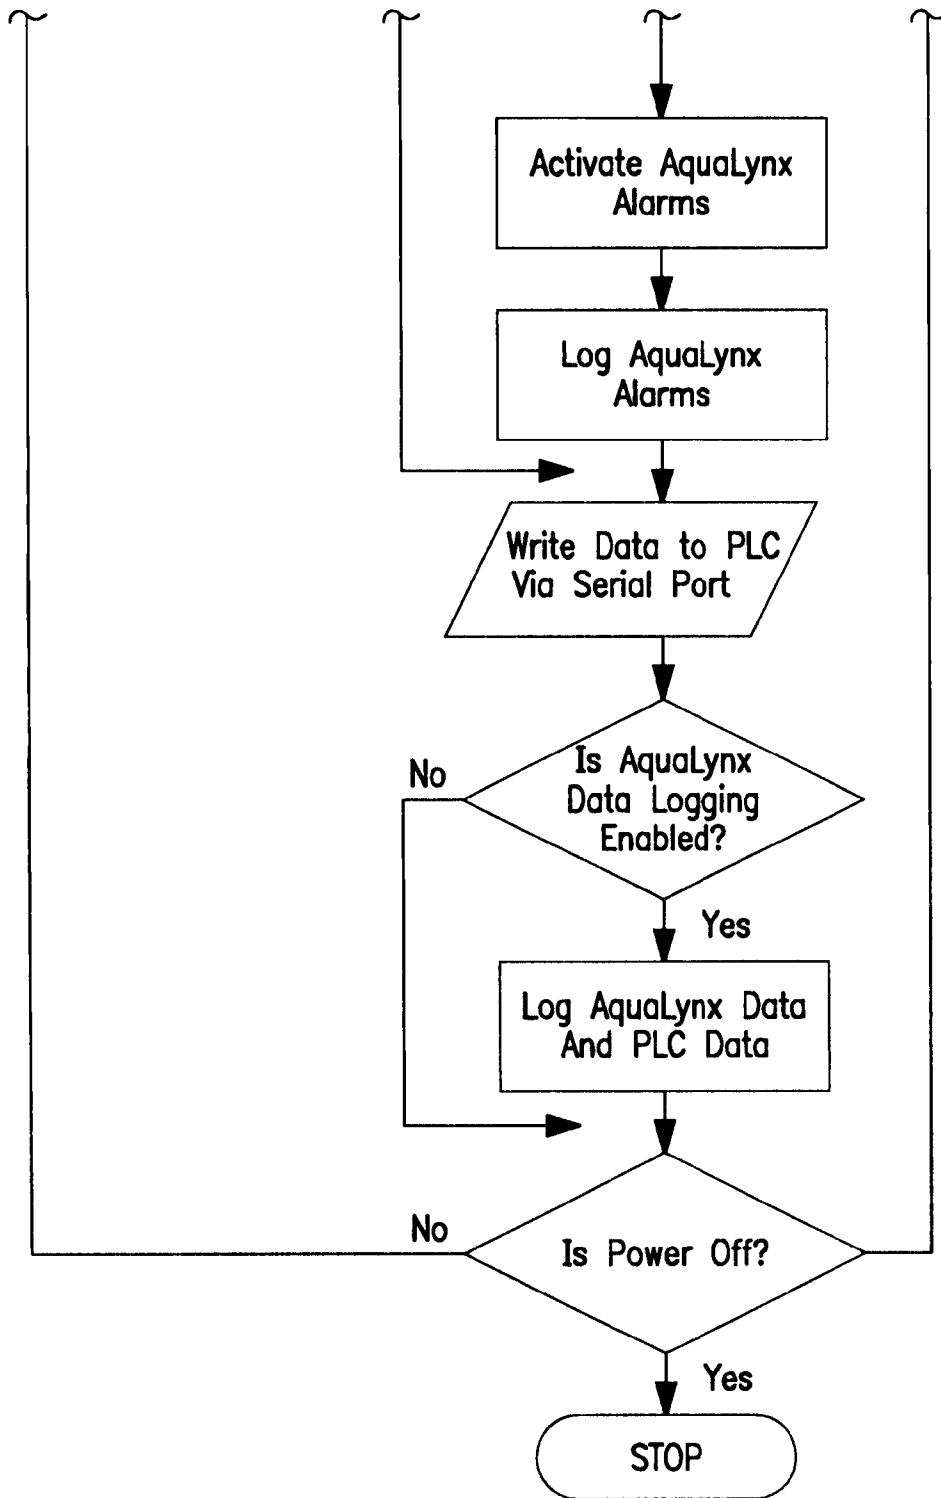 Activate AquaLynx
Alarms
Log AquaLynx
Alarms
Write Data to PLC
Via Serial Port
Is AquaLynx
Data Logging
Enabled?
No
Yes
Log AquaLynx Data
And PLC Data
Is Power Off?
No
Yes
STOP